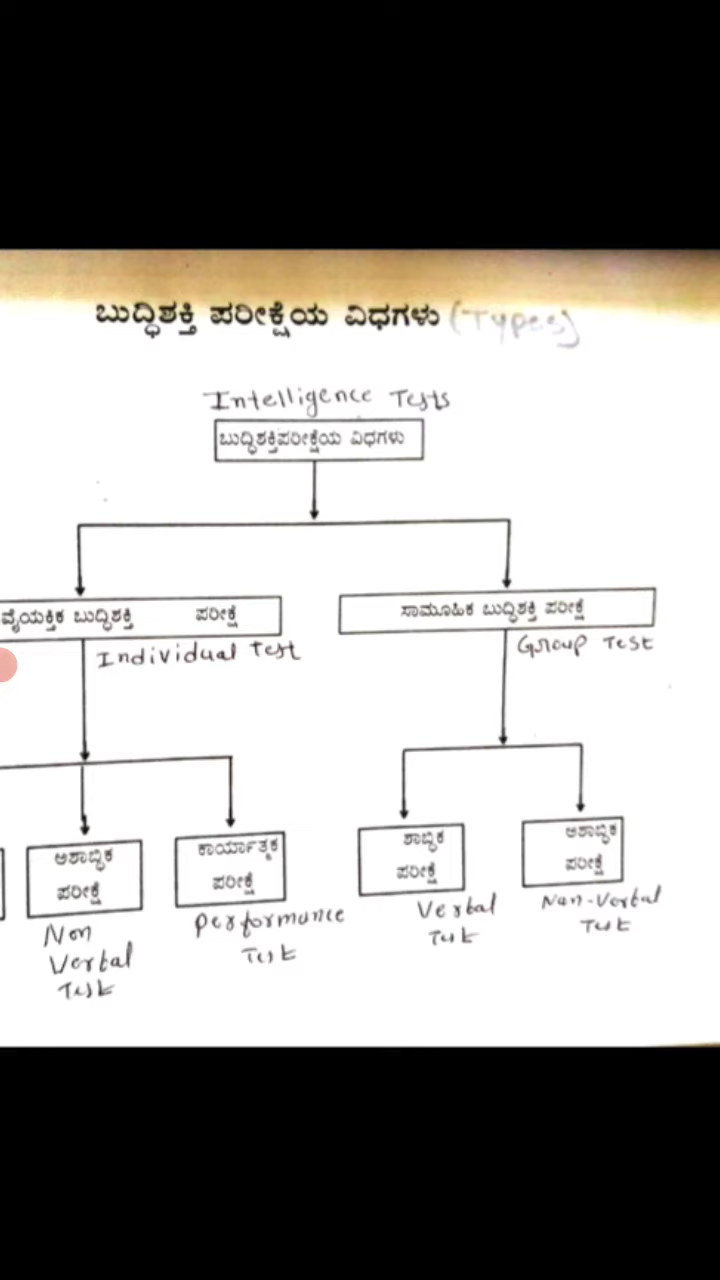 ಬುದ್ಧಿಶಕ್ತಿ ಪರೀಕ್ಷೆಯ ವಿಧಗಳು (Types)
Intelligence Tests
ಬುದ್ಧಿಶಕ್ತಿಪರೀಕ್ಷೆಯ ವಿಧಗಳು
ವೈಯಕ್ತಿಕ ಬುದ್ಧಿಶಕ್ತಿ ಪರೀಕ್ಷೆ
Individual Test
ಸಾಮೂಹಿಕ ಬುದ್ಧಿಶಕ್ತಿ ಪರೀಕ್ಷೆ
Group Test
ಅಶಾಬ್ಧಿಕ
ಪರೀಕ್ಷೆ
Non
Verbal
Test
ಕಾರ್ಯಾತ್ಮಕ
ಪರೀಕ್ಷೆ
Performance
Test
ಶಾಬ್ಧಿಕ
ಪರೀಕ್ಷೆ
Verbal
Test
ಅಶಾಬ್ಧಿಕ
ಪರೀಕ್ಷೆ
Non-Verbal
Test